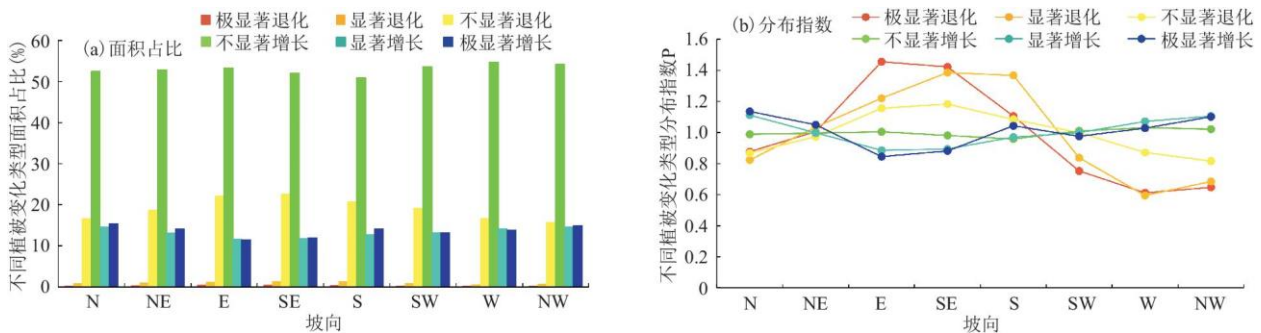 极显著退化 显著退化 不显著退化
不显著增长 显著增长 极显著增长
(a) 面积占比
不同植被变化类型面积占比(%)
60
50
40
30
20
10
0
N NE E SE S SW W NW
坡向
(b) 分布指数
极显著退化 显著退化 不显著退化
不显著增长 显著增长 极显著增长
不同植被变化类型分布指数P
1.6
1.4
1.2
1.0
0.8
0.6
0.4
0.2
0
N NE E SE S SW W NW
坡向